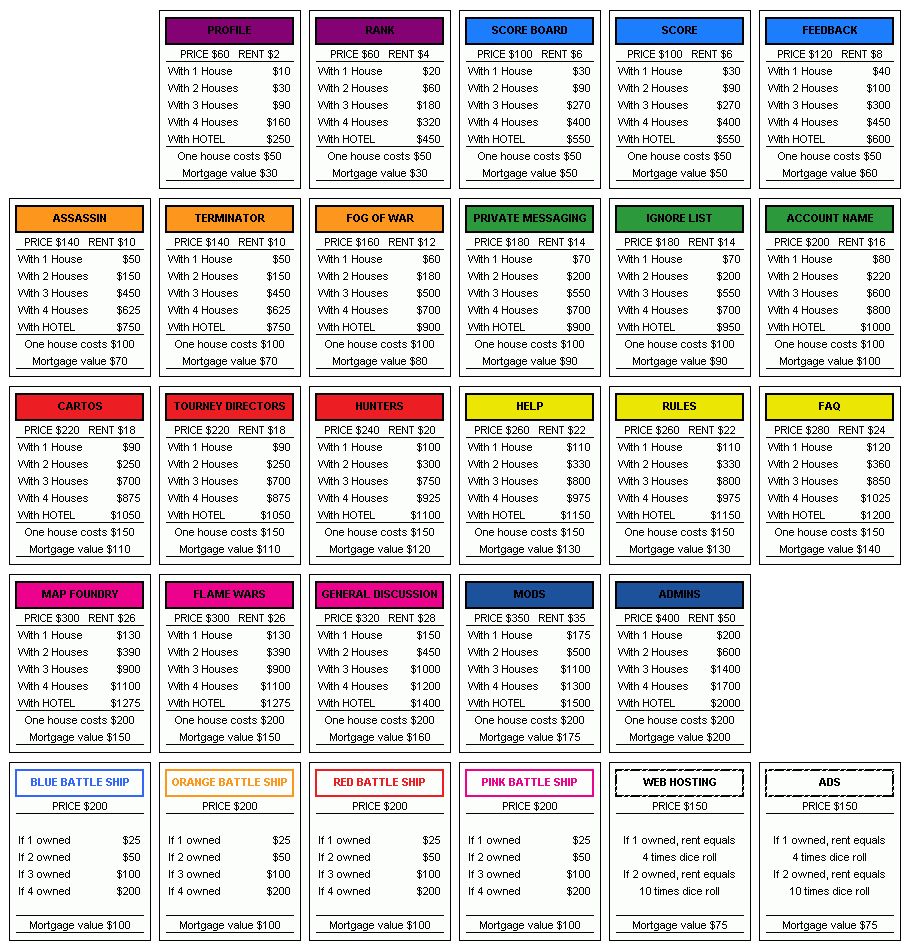 PROFILE
PRICE $60 RENT $2
With 1 House $10
With 2 Houses $30
With 3 Houses $90
With 4 Houses $160
With HOTEL $250
One house costs $50
Mortgage value $30
RANK
PRICE $60 RENT $4
With 1 House $20
With 2 Houses $60
With 3 Houses $180
With 4 Houses $320
With HOTEL $450
One house costs $50
Mortgage value $30
SCORE BOARD
PRICE $100 RENT $6
With 1 House $30
With 2 Houses $90
With 3 Houses $270
With 4 Houses $400
With HOTEL $550
One house costs $50
Mortgage value $50
SCORE
PRICE $100 RENT $6
With 1 House $30
With 2 Houses $90
With 3 Houses $270
With 4 Houses $400
With HOTEL $550
One house costs $50
Mortgage value $50
FEEDBACK
PRICE $120 RENT $8
With 1 House $40
With 2 Houses $100
With 3 Houses $300
With 4 Houses $450
With HOTEL $600
One house costs $50
Mortgage value $60
ASSASSIN
PRICE $140 RENT $10
With 1 House $50
With 2 Houses $150
With 3 Houses $450
With 4 Houses $625
With HOTEL $750
One house costs $100
Mortgage value $70
TERMINATOR
PRICE $140 RENT $10
With 1 House $50
With 2 Houses $150
With 3 Houses $450
With 4 Houses $625
With HOTEL $750
One house costs $100
Mortgage value $70
FOG OF WAR
PRICE $160 RENT $12
With 1 House $60
With 2 Houses $180
With 3 Houses $500
With 4 Houses $700
With HOTEL $900
One house costs $100
Mortgage value $80
PRIVATE MESSAGING
PRICE $180 RENT $14
With 1 House $70
With 2 Houses $200
With 3 Houses $550
With 4 Houses $700
With HOTEL $900
One house costs $100
Mortgage value $90
IGNORE LIST
PRICE $180 RENT $14
With 1 House $70
With 2 Houses $200
With 3 Houses $550
With 4 Houses $700
With HOTEL $950
One house costs $100
Mortgage value $90
ACCOUNT NAME
PRICE $200 RENT $16
With 1 House $80
With 2 Houses $220
With 3 Houses $600
With 4 Houses $800
With HOTEL $1000
One house costs $100
Mortgage value $100
CARTOS
PRICE $220 RENT $18
With 1 House $90
With 2 Houses $250
With 3 Houses $700
With 4 Houses $875
With HOTEL $1050
One house costs $150
Mortgage value $110
TOURNEY DIRECTORS
PRICE $220 RENT $18
With 1 House $90
With 2 Houses $250
With 3 Houses $700
With 4 Houses $875
With HOTEL $1050
One house costs $150
Mortgage value $110
HUNTERS
PRICE $240 RENT $20
With 1 House $100
With 2 Houses $300
With 3 Houses $750
With 4 Houses $925
With HOTEL $1100
One house costs $150
Mortgage value $120
HELP
PRICE $260 RENT $22
With 1 House $110
With 2 Houses $330
With 3 Houses $800
With 4 Houses $975
With HOTEL $1150
One house costs $150
Mortgage value $130
RULES
PRICE $260 RENT $22
With 1 House $110
With 2 Houses $330
With 3 Houses $800
With 4 Houses $975
With HOTEL $1150
One house costs $150
Mortgage value $130
FAQ
PRICE $280 RENT $24
With 1 House $120
With 2 Houses $360
With 3 Houses $850
With 4 Houses $1025
With HOTEL $1200
One house costs $150
Mortgage value $140
MAP FOUNDRY
PRICE $300 RENT $26
With 1 House $130
With 2 Houses $390
With 3 Houses $900
With 4 Houses $1100
With HOTEL $1275
One house costs $200
Mortgage value $150
FLAME WARS
PRICE $300 RENT $26
With 1 House $130
With 2 Houses $390
With 3 Houses $900
With 4 Houses $1100
With HOTEL $1275
One house costs $200
Mortgage value $150
GENERAL DISCUSSION
PRICE $320 RENT $28
With 1 House $150
With 2 Houses $450
With 3 Houses $1000
With 4 Houses $1200
With HOTEL $1400
One house costs $200
Mortgage value $160
MODS
PRICE $350 RENT $35
With 1 House $175
With 2 Houses $500
With 3 Houses $1100
With 4 Houses $1300
With HOTEL $1500
One house costs $200
Mortgage value $175
ADMINS
PRICE $400 RENT $50
With 1 House $200
With 2 Houses $600
With 3 Houses $1400
With 4 Houses $1700
With HOTEL $2000
One house costs $200
Mortgage value $200
BLUE BATTLE SHIP
PRICE $200
If 1 owned $25
If 2 owned $50
If 3 owned $100
If 4 owned $200
Mortgage value $100
ORANGE BATTLE SHIP
PRICE $200
If 1 owned $25
If 2 owned $50
If 3 owned $100
If 4 owned $200
Mortgage value $100
RED BATTLE SHIP
PRICE $200
If 1 owned $25
If 2 owned $50
If 3 owned $100
If 4 owned $200
Mortgage value $100
PINK BATTLE SHIP
PRICE $200
If 1 owned $25
If 2 owned $50
If 3 owned $100
If 4 owned $200
Mortgage value $100
WEB HOSTING
PRICE $150
If 1 owned, rent equals
4 times dice roll
If 2 owned, rent equals
10 times dice roll
Mortgage value $75
ADS
PRICE $150
If 1 owned, rent equals
4 times dice roll
If 2 owned, rent equals
10 times dice roll
Mortgage value $75